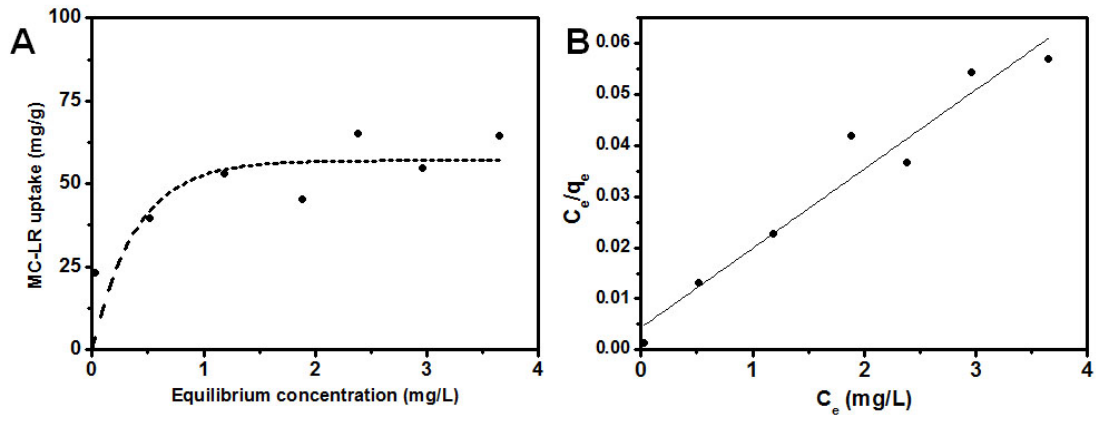 A
MC-LR uptake (mg/g)
100
75
50
25
0
0 1 2 3 4
Equilibrium concentration (mg/L)
B
Ce/qe
0.06
0.05
0.04
0.03
0.02
0.01
0.00
0 1 2 3 4
Ce (mg/L)